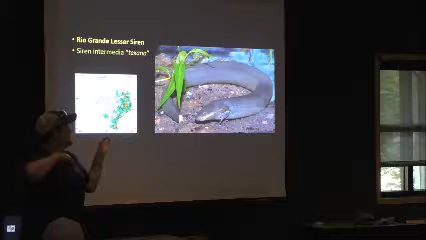 • Rio Grande Lesser Siren
• Siren intermedia "texana"